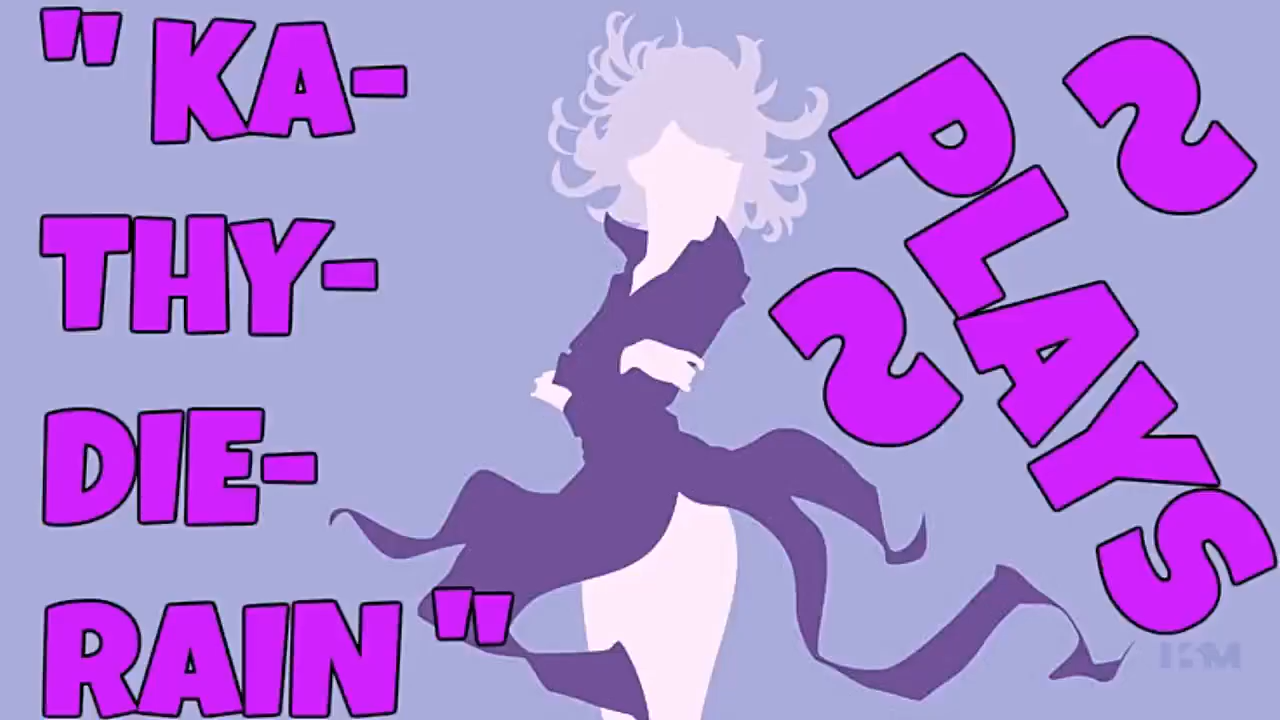 " KA-
THY-
DIE-
RAIN "
~
PLAYS
~